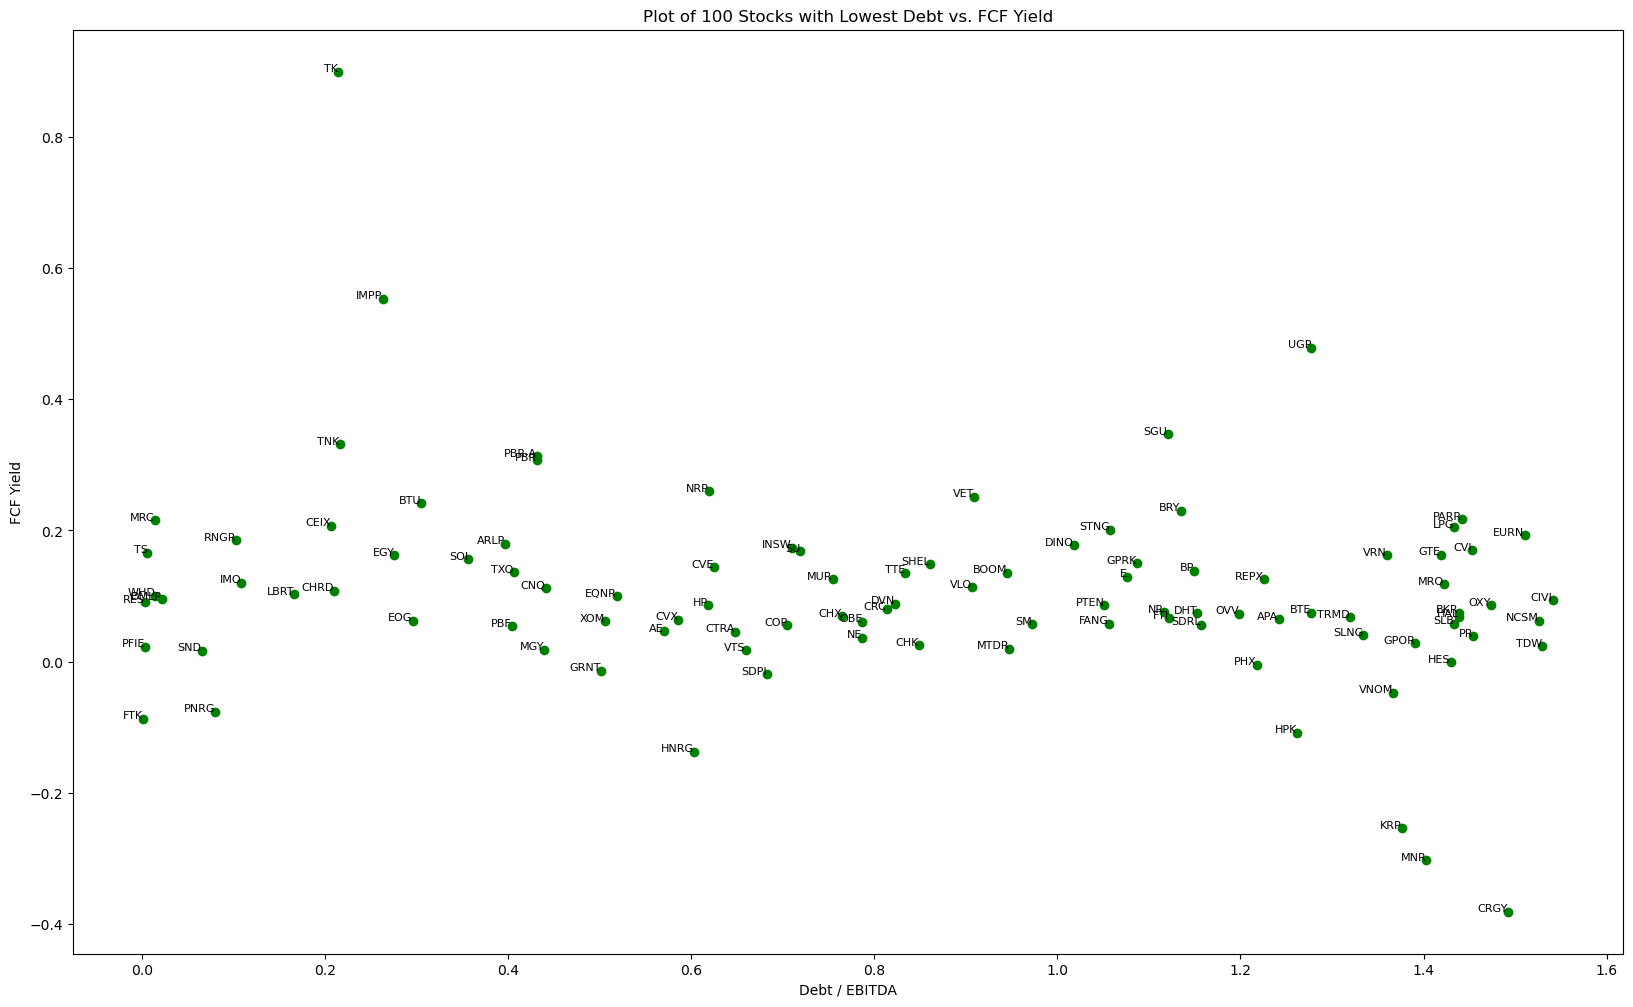 Plot of 100 Stocks with Lowest Debt vs. FCF Yield
FCF Yield
0.8
0.6
0.4
0.2
0.0
−0.2
−0.4
TK
IMPP
UGP
SGU
TNK
PBR.A
PBR
NRP
VET
BTU
BRY
PARR
MRC
LPG
CEIX
STNG
EURN
RNGR
ARLP
DINO
INSW
SU
CVI
TS
EGY
VRN
GTE
SOI
SHEL
GPRK
CVE
BP
TXO
TTE
BOOM
E
REPX
MUR
IMO
MRO
VLO
CNQ
CHRD
LBRT
EQNR
WHD
RES
CIVI
DVN
HP
PTEN
OXY
CRC
NR
DHT
BTE
BKR
OVV
CHX
FTI
TRMD
HAL
APA
CVX
EOG
XOM
NCSM
OBE
SM
FANG
SLB
COP
SDRL
PBF
AE
CTRA
SLNG
PR
NE
GPOR
CHK
TDW
PFIE
MTDR
MGY
VTS
SND
HES
PHX
GRNT
SDPI
VNOM
PNRG
FTK
HPK
HNRG
KRP
MNR
CRGY
0.0
0.2
0.4
0.6
0.8
1.0
1.2
1.4
1.6
Debt / EBITDA